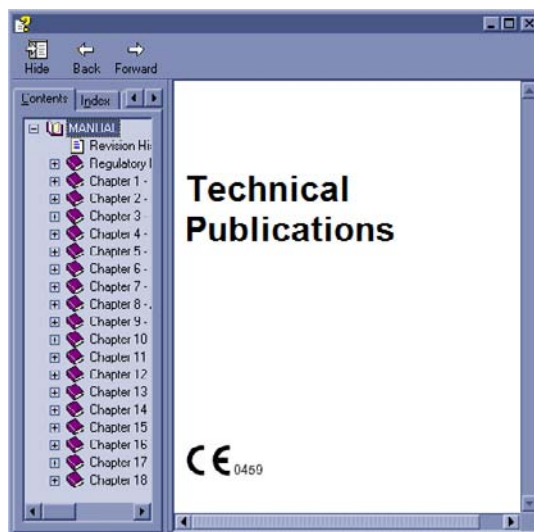 Hide Back Forward
Contents Index
MANUAL
Revision Hi
Regulatory I
Chapter 1 -
Chapter 2 -
Chapter 3 -
Chapter 4 -
Chapter 5 -
Chapter 6 -
Chapter 7 -
Chapter 8 -
Chapter 9 -
Chapter 10
Chapter 11
Chapter 12
Chapter 13
Chapter 14
Chapter 15
Chapter 16
Chapter 17
Chapter 18
Technical
Publications
CE 0459